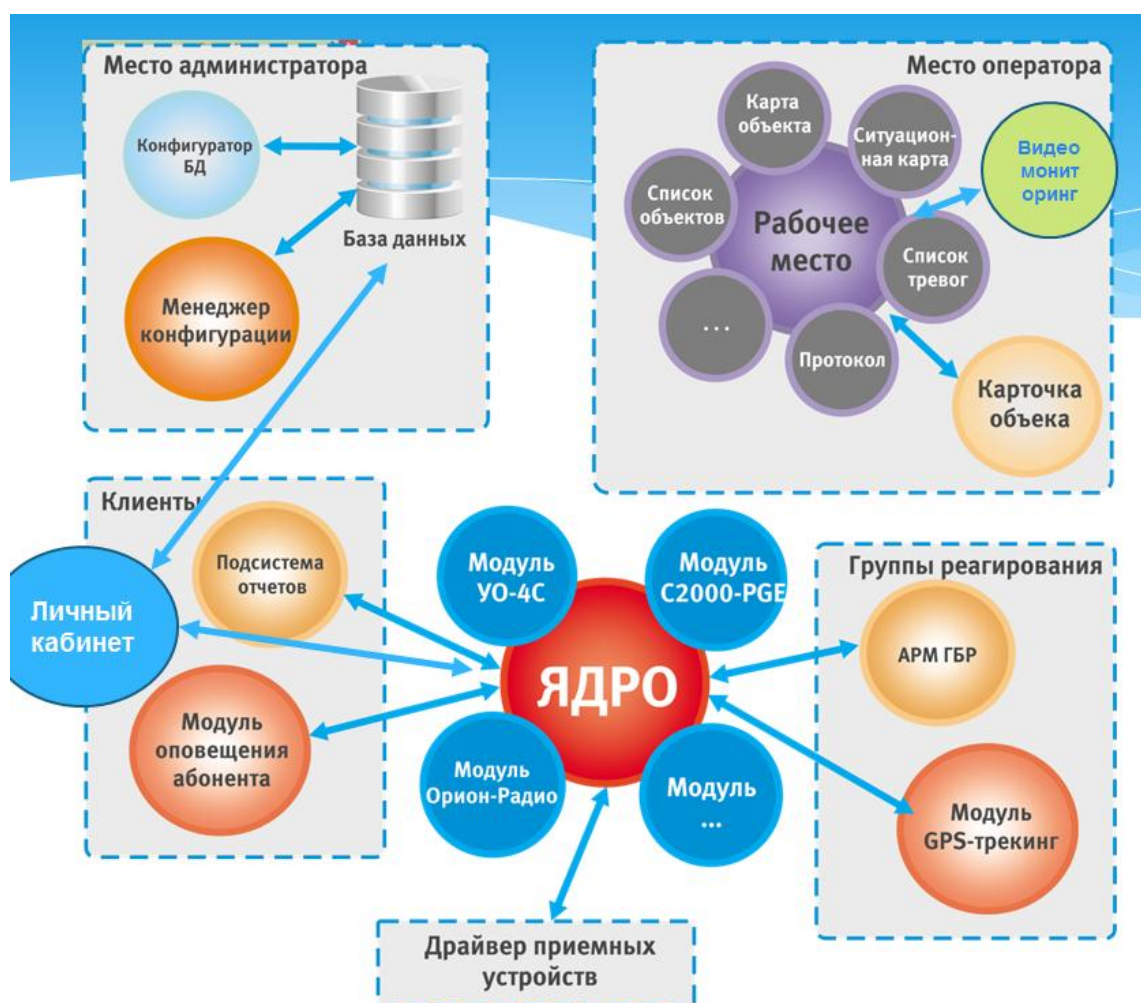 Место администратора
Конфигуратор
БД
База данных
Менеджер
конфигурации
Место оператора
Карта
объекта
Ситуацион-
ная карта
Видео
монит
оринг
Список
объектов
Рабочее
место
Список
тревог
...
Протокол
Карточка
объека
Клиенты
Подсистема
отчетов
Личный
кабинет
Модуль
оповещения
абонента
Модуль
УО-4С
Модуль
С2000-PGE
ЯДРО
Модуль
Орион-Радио
Модуль
...
Группы реагирования
АРМ ГБР
Модуль
GPS-трекинг
Драйвер приемных
устройств